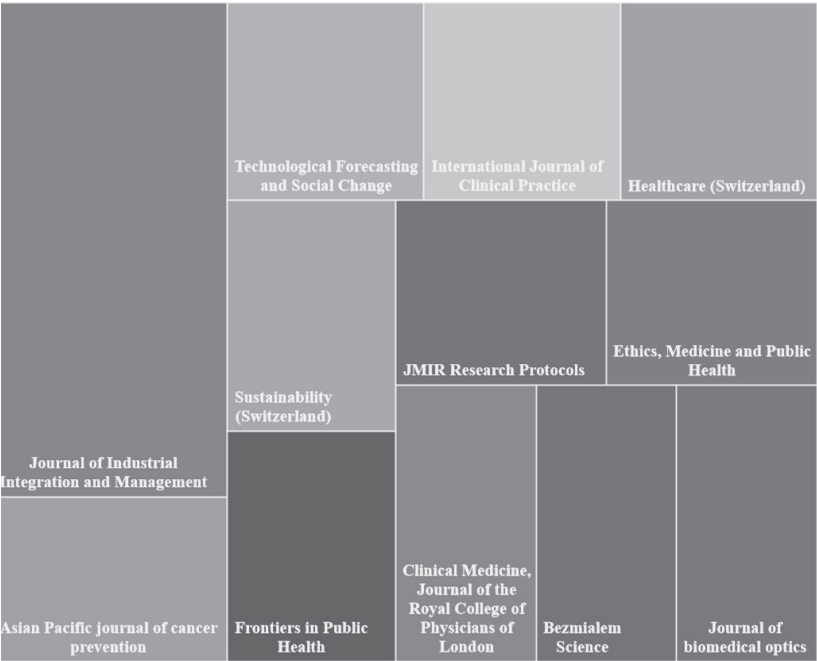 Technological Forecasting
and Social Change
International Journal of
Clinical Practice
Healthcare (Switzerland)
JMIR Research Protocols
Ethics, Medicine and Public
Health
Sustainability
(Switzerland)
Journal of Industrial
Integration and Management
Asian Pacific journal of cancer
prevention
Frontiers in Public
Health
Clinical Medicine,
Journal of the
Royal College of
Physicians of
London
Bezmialem
Science
Journal of
biomedical optics